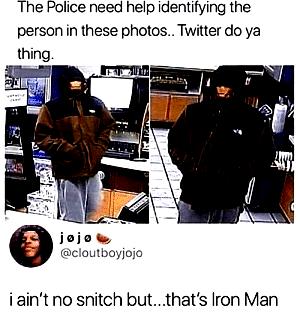 The Police need help identifying the
person in these photos.. Twitter do ya
thing.
jøjø
@cloutboyjojo
i ain't no snitch but...that's Iron Man